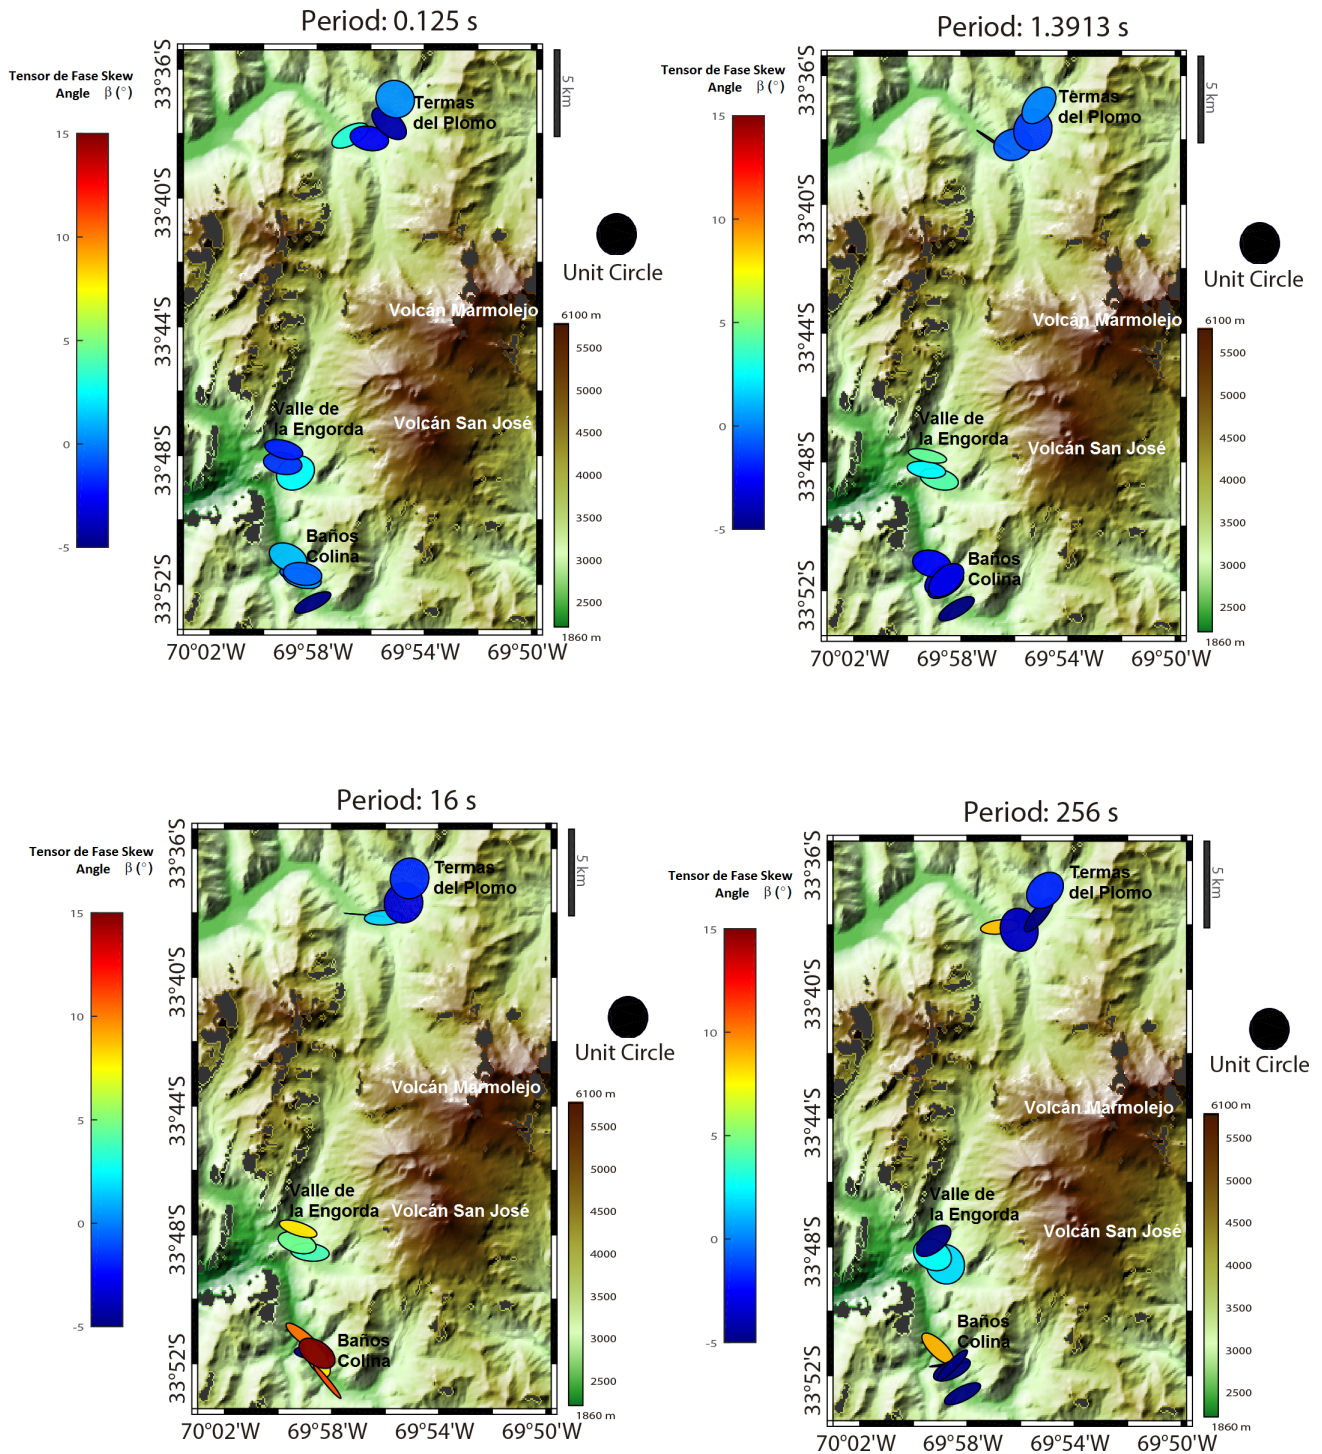 Period: 0.125 s
Tensor de Fase Skew
Angle β (°)
15
10
5
0
-5
33°36'S
33°40'S
33°44'S
33°48'S
33°52'S
Termas
del Plomo
Volcán Marmolejo
Valle de
la Engorda
Volcán San José
Baños
Colina
70°02'W 69°58'W 69°54'W 69°50'W
5 km
Unit Circle
6100 m
5500
5000
4500
4000
3500
3000
2500
1860 m
Period: 1.3913 s
Tensor de Fase Skew
Angle β (°)
15
10
5
0
-5
33°36'S
33°40'S
33°44'S
33°48'S
33°52'S
Termas
del Plomo
Volcán Marmolejo
Valle de
la Engorda
Volcán San José
Baños
Colina
70°02'W 69°58'W 69°54'W 69°50'W
5 km
Unit Circle
6100 m
5500
5000
4500
4000
3500
3000
2500
1860 m
Period: 16 s
Tensor de Fase Skew
Angle β (°)
15
10
5
0
-5
33°36'S
33°40'S
33°44'S
33°48'S
33°52'S
Termas
del Plomo
Volcán Marmolejo
Valle de
la Engorda
Volcán San José
Baños
Colina
70°02'W 69°58'W 69°54'W 69°50'W
5 km
Unit Circle
6100 m
5500
5000
4500
4000
3500
3000
2500
1860 m
Period: 256 s
Tensor de Fase Skew
Angle β (°)
15
10
5
0
-5
33°36'S
33°40'S
33°44'S
33°48'S
33°52'S
Termas
del Plomo
Volcán Marmolejo
Valle de
la Engorda
Volcán San José
Baños
Colina
70°02'W 69°58'W 69°54'W 69°50'W
5 km
Unit Circle
6100 m
5500
5000
4500
4000
3500
3000
2500
1860 m